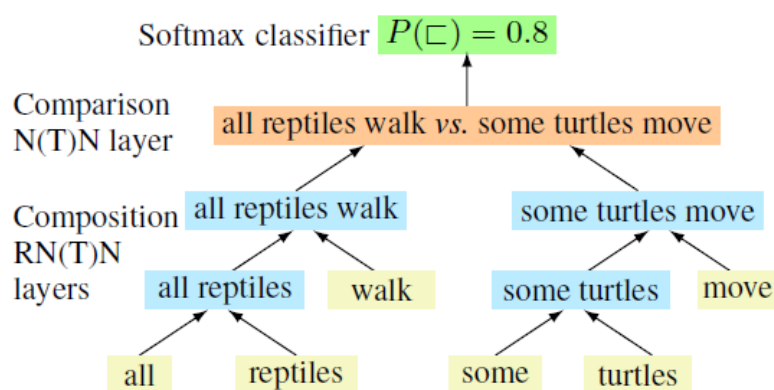 Softmax classifier P(⊏) = 0.8
Comparison
N(T)N layer
all reptiles walk vs. some turtles move
Composition
RN(T)N
layers
all reptiles walk some turtles move
all reptiles walk some turtles move
all reptiles some turtles